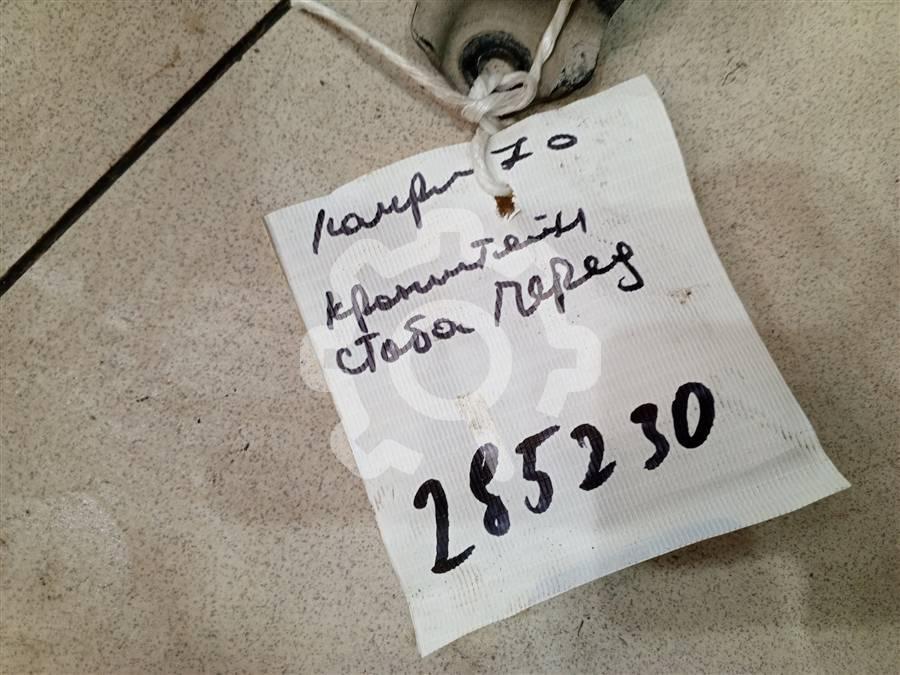 камри 70
кронштейн
стаба перед
285230